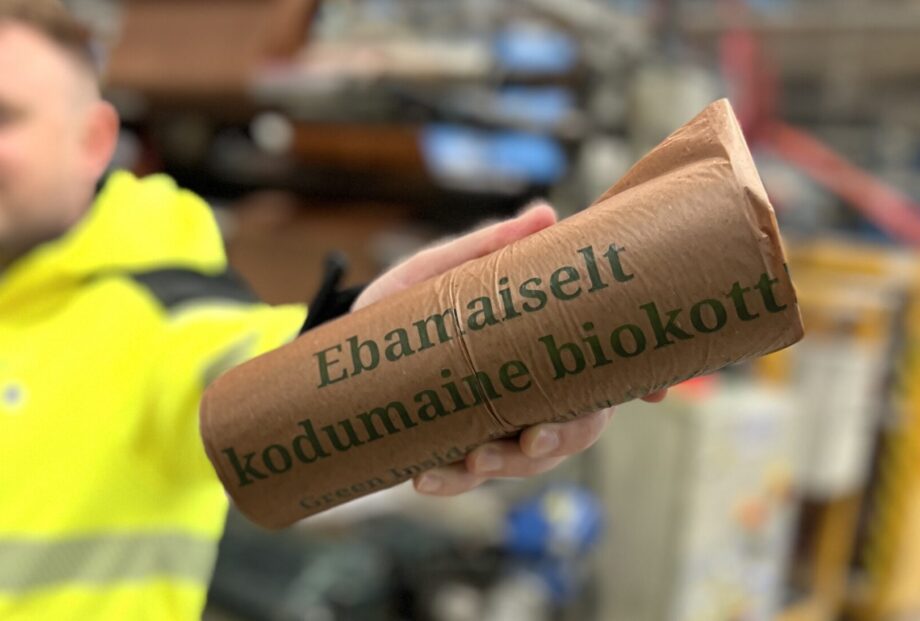 Ebamaiselt
kodumaine biokott
Green Inside